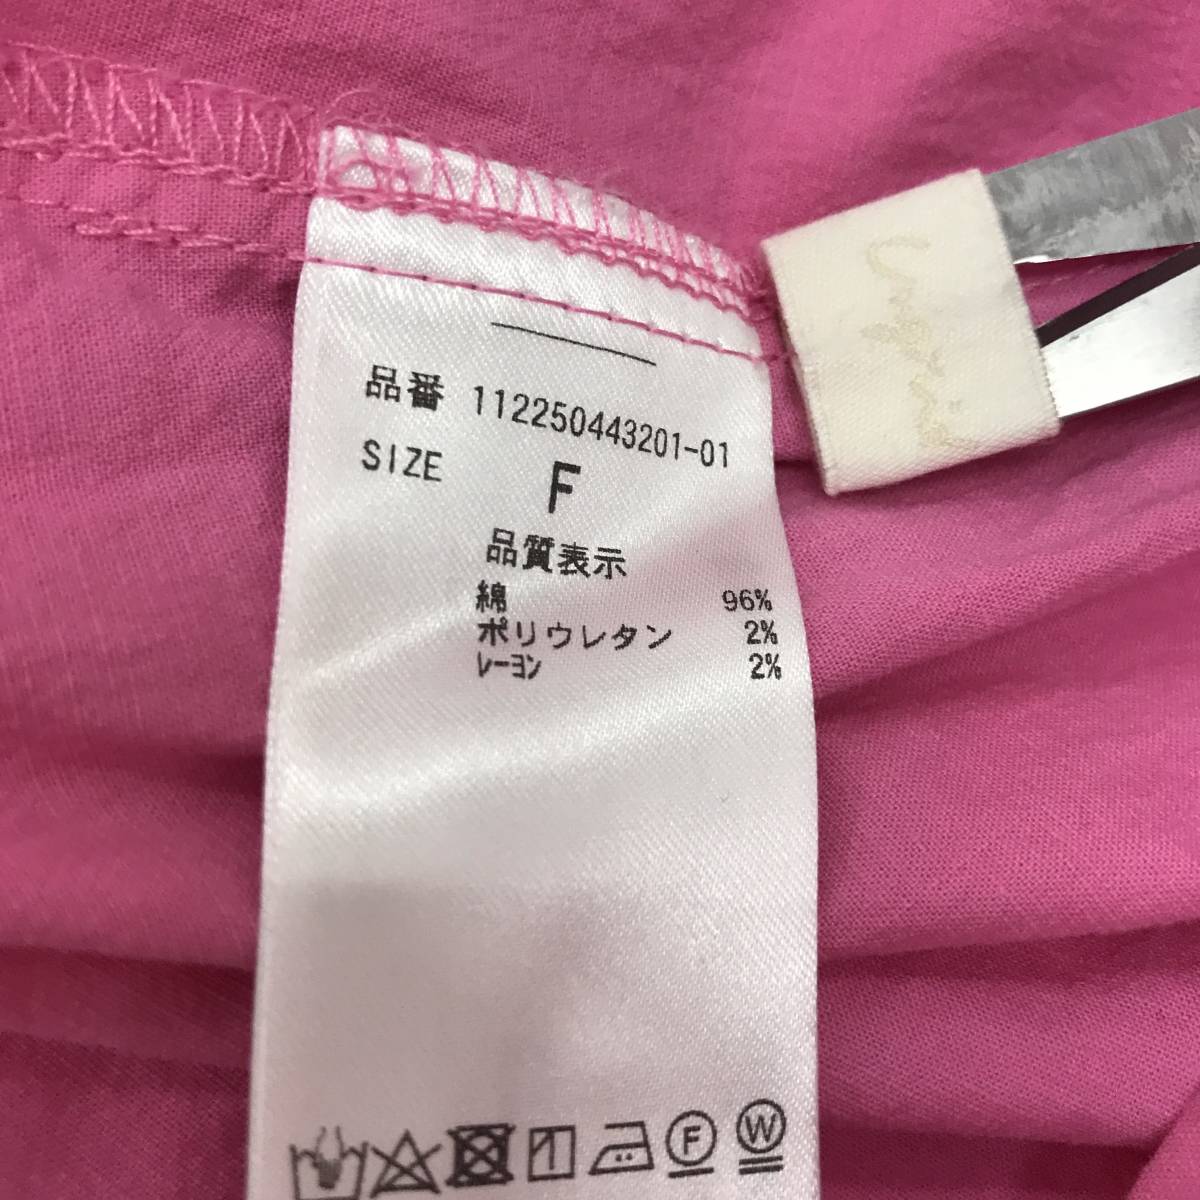 品番 112250443201-01
SIZE F
品質表示
綿 96%
ポリウレタン 2%
レーヨン 2%
F W